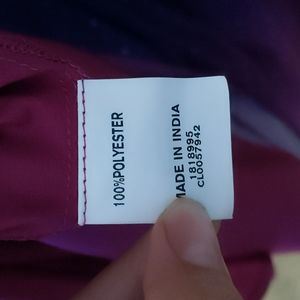 100%POLYESTER
MADE IN INDIA
1818995
CL0057942